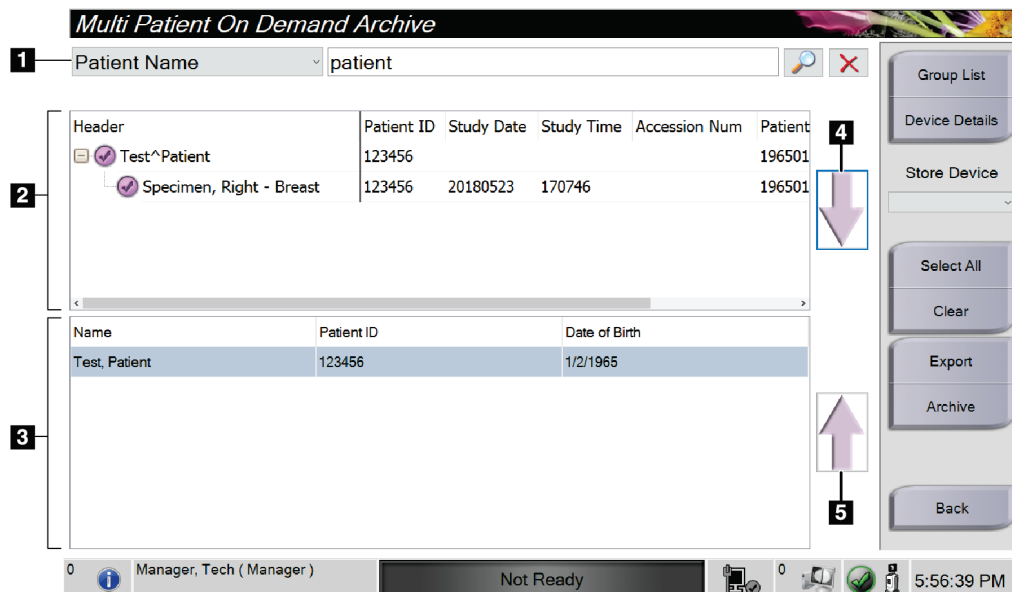 Multi Patient On Demand Archive
1 Patient Name patient
Group List
Device Details
Store Device
Select All
Clear
Export
Archive
Back
2
Header Patient ID Study Date Study Time Accession Num Patient
Test^Patient 123456 196501
Specimen, Right - Breast 123456 20180523 170746 196501
4
3
Name Patient ID Date of Birth
Test, Patient 123456 1/2/1965
5
0 Manager, Tech ( Manager ) Not Ready 0 5:56:39 PM